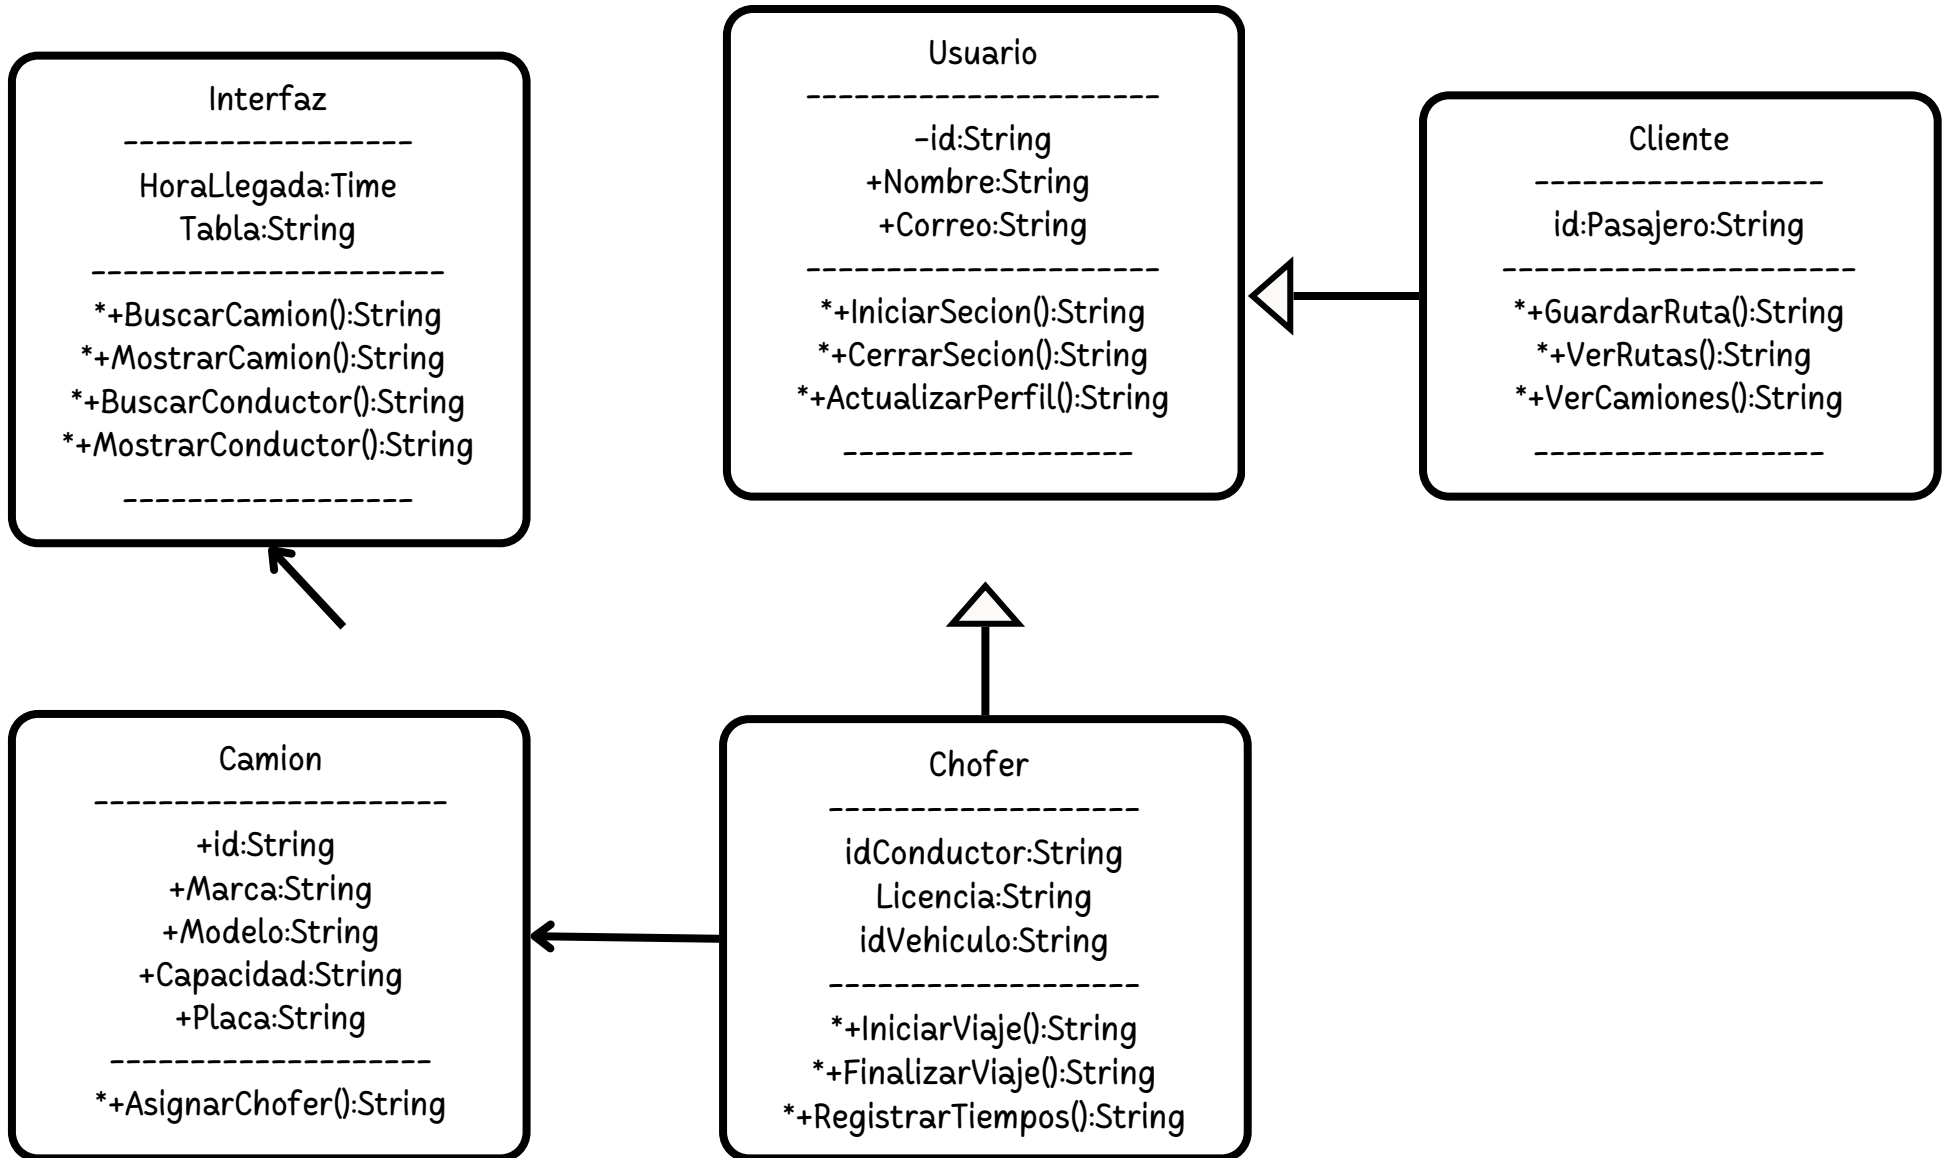 Interfaz
------------------
HoraLlegada:Time
Tabla:String
----------------------
*+BuscarCamion():String
*+MostrarCamion():String
*+BuscarConductor():String
*+MostrarConductor():String
------------------
Usuario
----------------------
-id:String
+Nombre:String
+Correo:String
----------------------
*+IniciarSecion():String
*+CerrarSecion():String
*+ActualizarPerfil():String
------------------
Cliente
------------------
id:Pasajero:String
----------------------
*+GuardarRuta():String
*+VerRutas():String
*+VerCamiones():String
------------------
Camion
----------------------
+id:String
+Marca:String
+Modelo:String
+Capacidad:String
+Placa:String
--------------------
*+AsignarChofer():String
Chofer
-------------------
idConductor:String
Licencia:String
idVehiculo:String
-------------------
*+IniciarViaje():String
*+FinalizarViaje():String
*+RegistrarTiempos():String